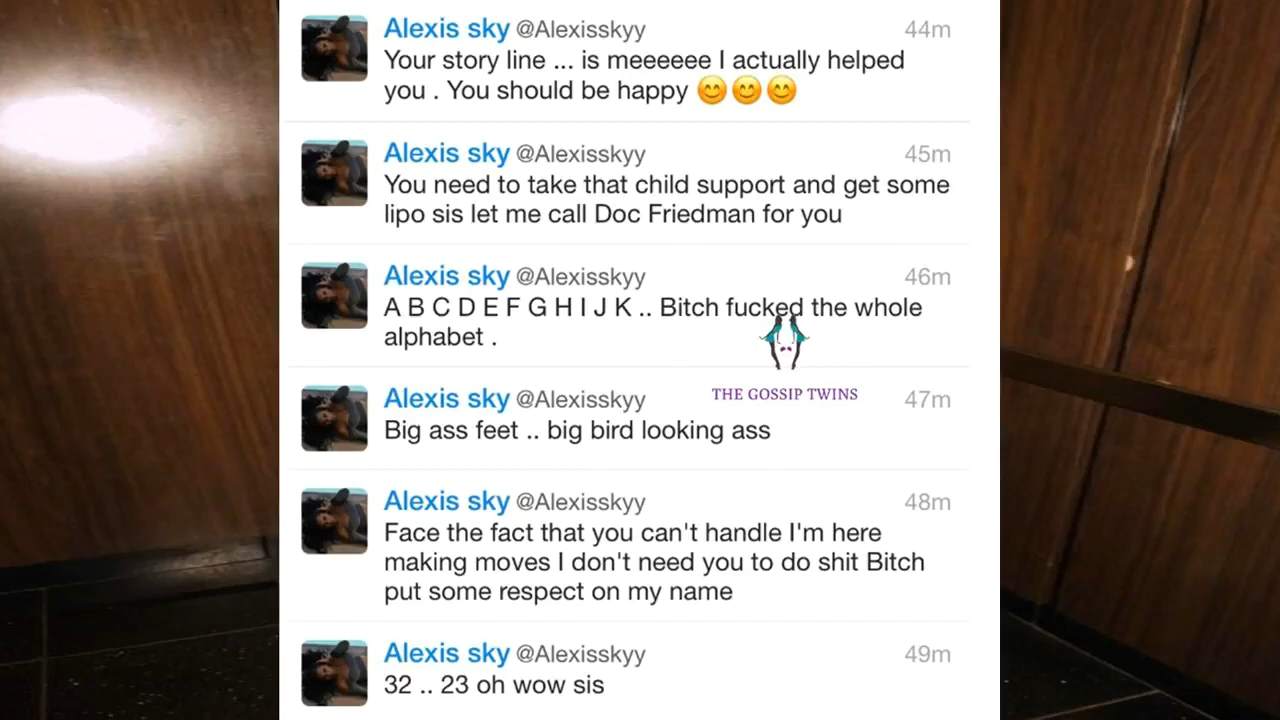 Alexis sky @Alexisskyy 44m
Your story line ... is meeeeee I actually helped
you . You should be happy 😊😊😊
Alexis sky @Alexisskyy 45m
You need to take that child support and get some
lipo sis let me call Doc Friedman for you
Alexis sky @Alexisskyy 46m
A B C D E F G H I J K .. Bitch fucked the whole
alphabet .
THE GOSSIP TWINS
Alexis sky @Alexisskyy 47m
Big ass feet .. big bird looking ass
Alexis sky @Alexisskyy 48m
Face the fact that you can't handle I'm here
making moves I don't need you to do shit Bitch
put some respect on my name
Alexis sky @Alexisskyy 49m
32 .. 23 oh wow sis